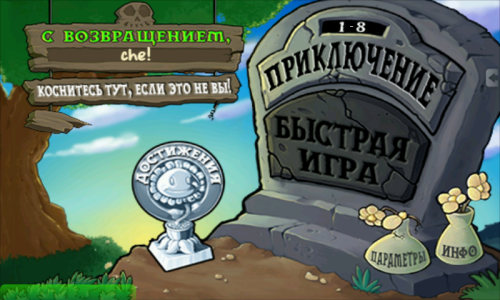 С ВОЗВРАЩЕНИЕМ,
che!
КОСНИТЕСЬ ТУТ, ЕСЛИ ЭТО НЕ ВЫ!
1-8
ПРИКЛЮЧЕНИЕ
БЫСТРАЯ
ИГРА
ДОСТИЖЕНИЯ
ПАРАМЕТРЫ
ИНФО